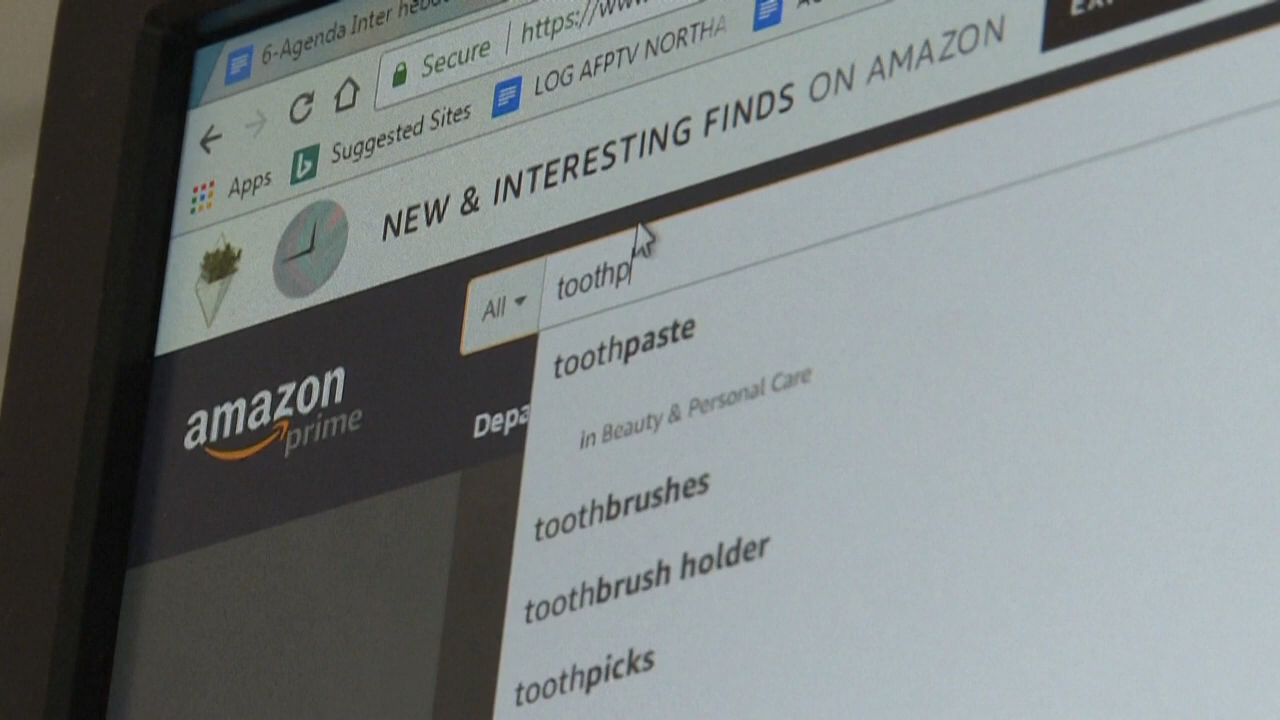 6-Agenda Inter
Secure | https://www
Apps
Suggested Sites
LOG AFPTV NORTHA
NEW & INTERESTING FINDS ON AMAZON
All
toothp
amazon
prime
Depa
toothpaste
in Beauty & Personal Care
toothbrushes
toothbrush holder
toothpicks